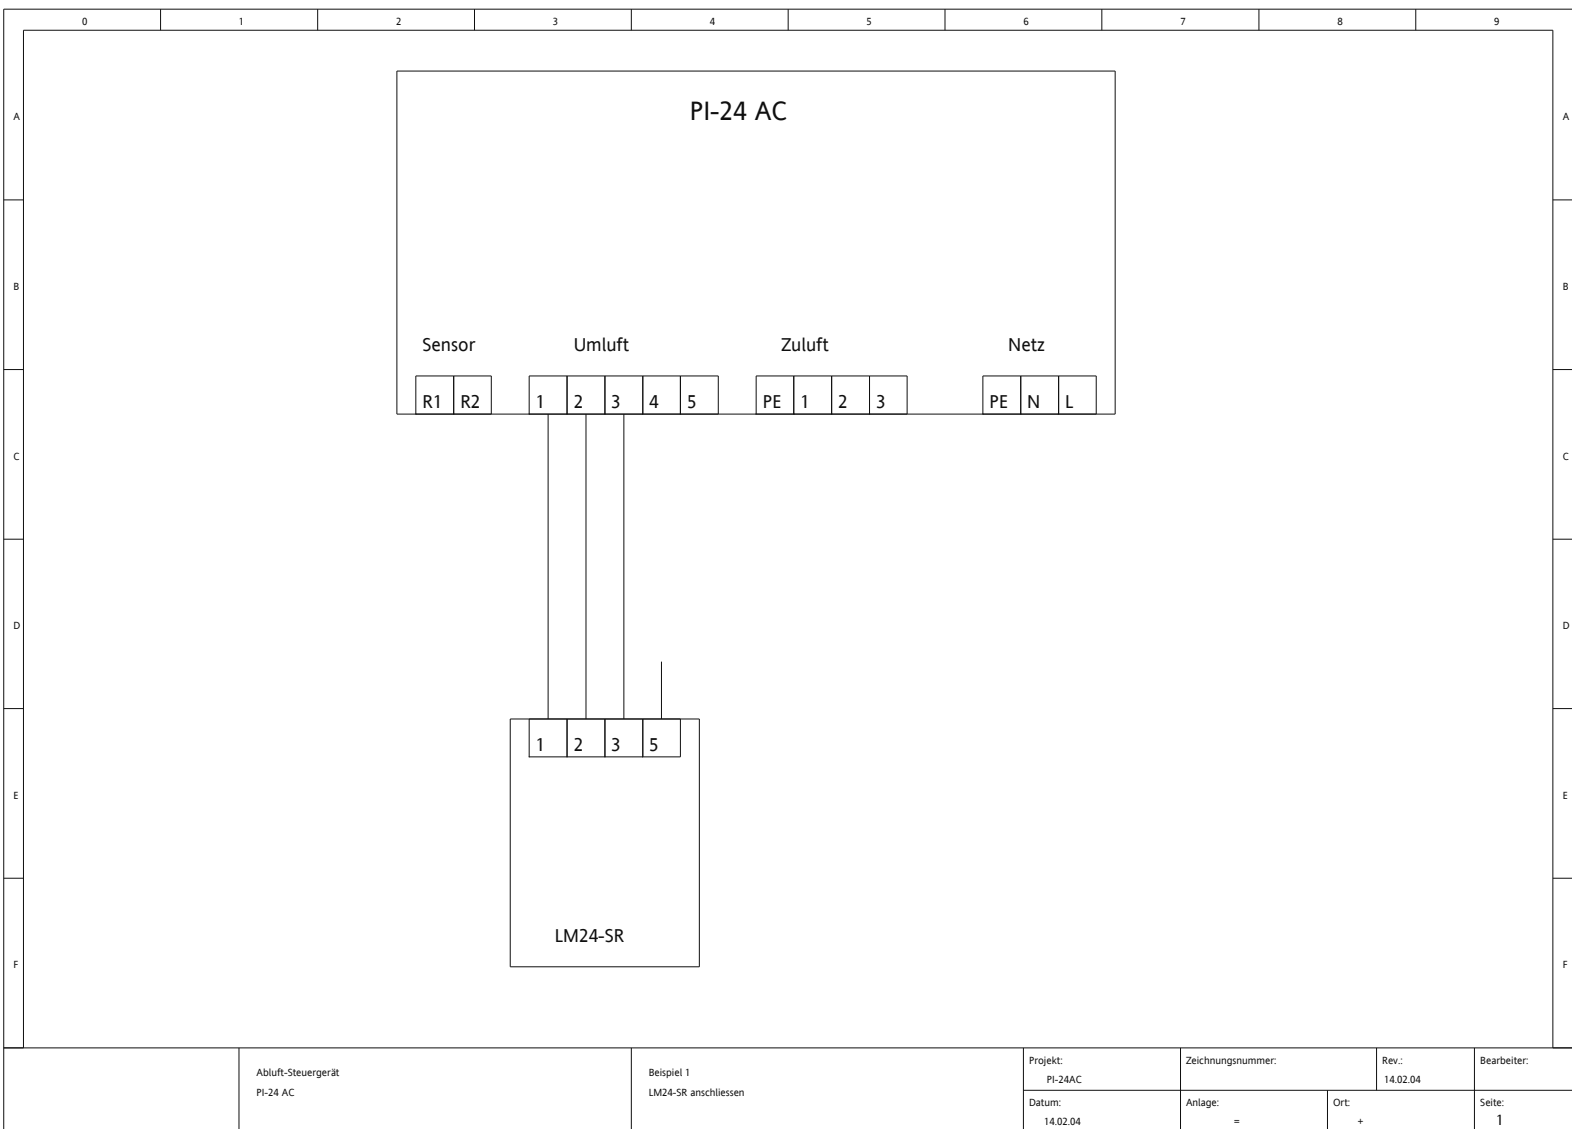 0 1 2 3 4 5 6 7 8 9
A A
PI-24 AC
B B
Sensor Umluft Zuluft Netz
R1 R2 1 2 3 4 5 PE 1 2 3 PE N L
C C
D D
1 2 3 5
E E
LM24-SR
F F
Abluft-Steuergerät
PI-24 AC
Beispiel 1
LM24-SR anschliessen
Projekt: Zeichnungsnummer: Rev.: Bearbeiter:
PI-24AC 14.02.04
Datum: Anlage: Ort: Seite:
14.02.04 = + 1